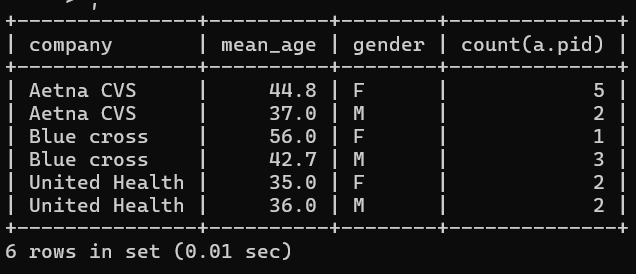 +---------------+----------+--------+--------------+
| company       | mean_age | gender | count(a.pid) |
+---------------+----------+--------+--------------+
| Aetna CVS     |     44.8 | F      |            5 |
| Aetna CVS     |     37.0 | M      |            2 |
| Blue cross    |     56.0 | F      |            1 |
| Blue cross    |     42.7 | M      |            3 |
| United Health |     35.0 | F      |            2 |
| United Health |     36.0 | M      |            2 |
+---------------+----------+--------+--------------+
6 rows in set (0.01 sec)